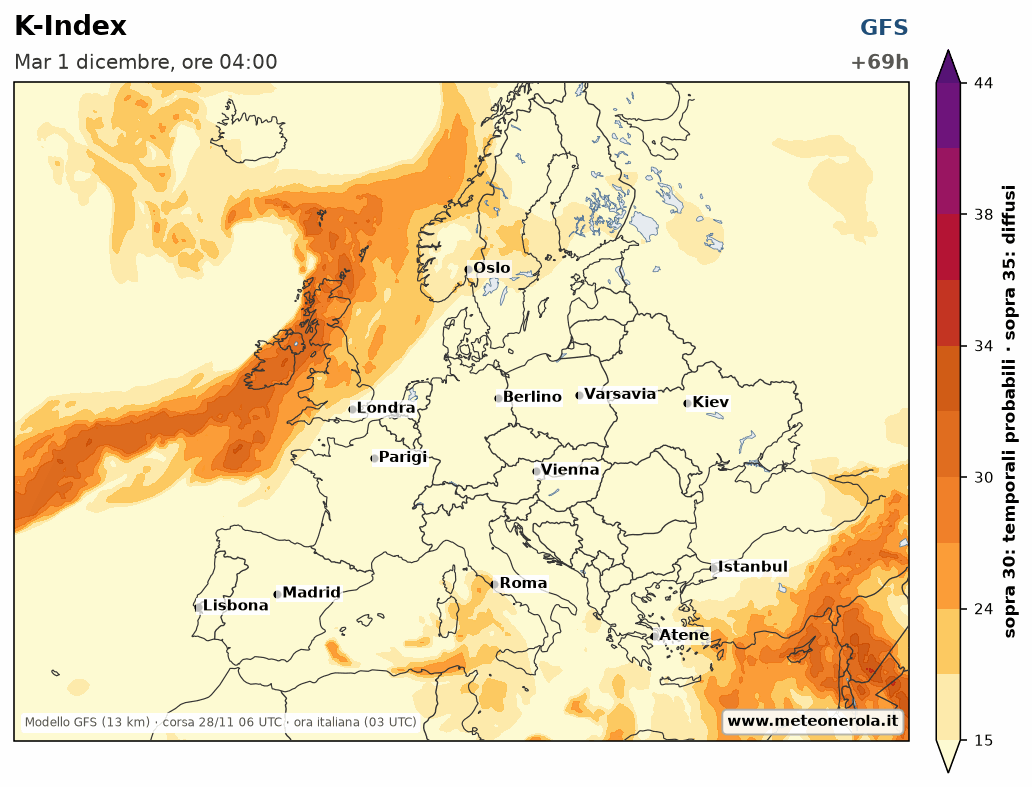 K-Index
GFS
Mar 1 dicembre, ore 04:00
+69h
Oslo
Londra
Berlino
Varsavia
Kiev
Parigi
Vienna
Istanbul
Roma
Madrid
Lisbona
Atene
Modello GFS (13 km) · corsa 28/11 06 UTC · ora italiana (03 UTC)
www.meteonerola.it
44
38
34
30
24
15
sopra 30: temporali probabili · sopra 35: diffusi